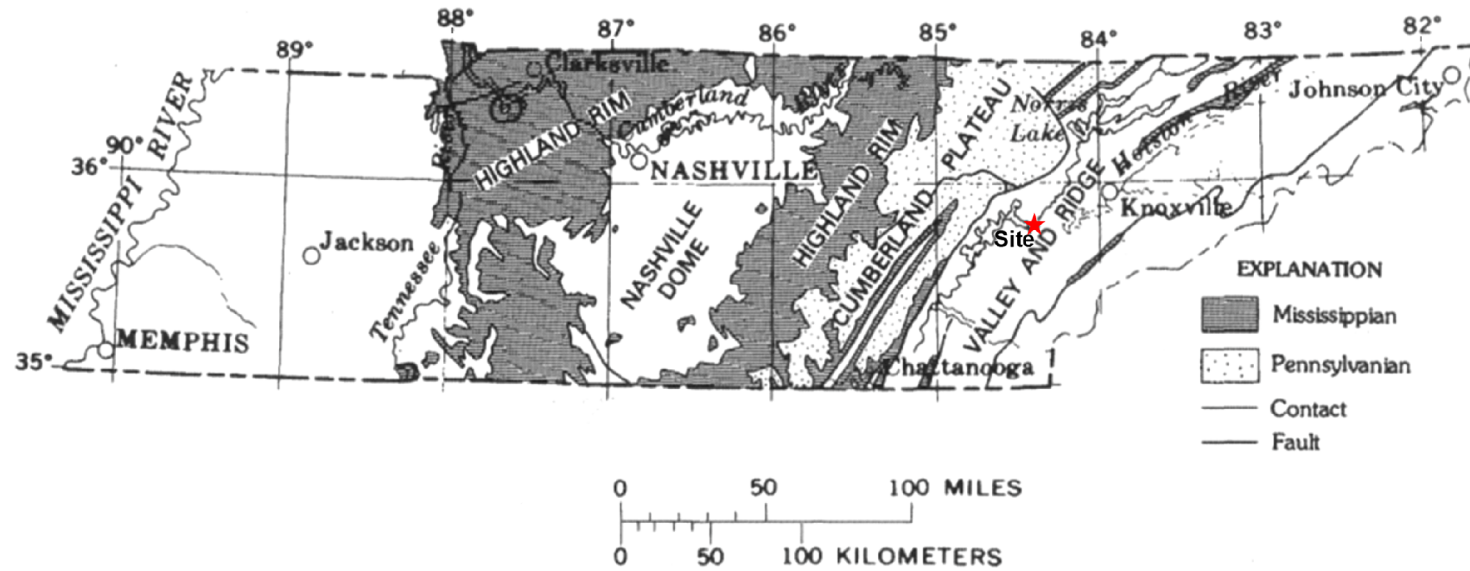 88° 87° 86° 85° 84° 83° 82°
89°
Clarksville
River
Johnson City
MISSISSIPPI RIVER
HIGHLAND RIM
Cumberland
River
Norris
Lake
Holston River
90°
36°
NASHVILLE
HIGHLAND RIM
CUMBERLAND PLATEAU
Knoxville
Jackson
Tennessee
NASHVILLE
DOME
Site
VALLEY AND RIDGE
MEMPHIS
35°
Chattanooga
EXPLANATION
Mississippian
Pennsylvanian
Contact
Fault
0 50 100 MILES
0 50 100 KILOMETERS